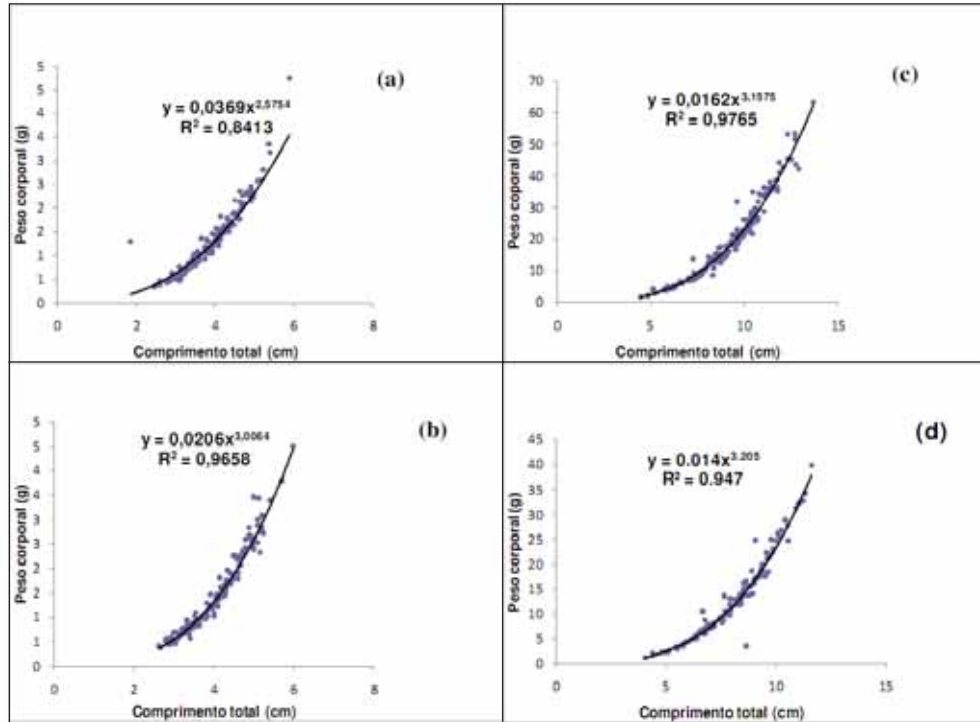 (a)
y = 0,0369x^2,5754
R² = 0,8413
Peso corporal (g)
5
5
4
4
3
3
2
2
1
1
0
0 2 4 6 8
Comprimento total (cm)
(c)
y = 0,0162x^3,1575
R² = 0,9765
Peso coporal (g)
70
60
50
40
30
20
10
0
0 5 10 15
Comprimento total (cm)
(b)
y = 0,0206x^3,0064
R² = 0,9658
Peso corporal (g)
5
4
4
3
3
2
2
1
1
0
0 2 4 6 8
Comprimento total (cm)
(d)
y = 0.014x^3.205
R² = 0.947
Peso corporal (g)
45
40
35
30
25
20
15
10
5
0
0 5 10 15
Comprimento total (cm)